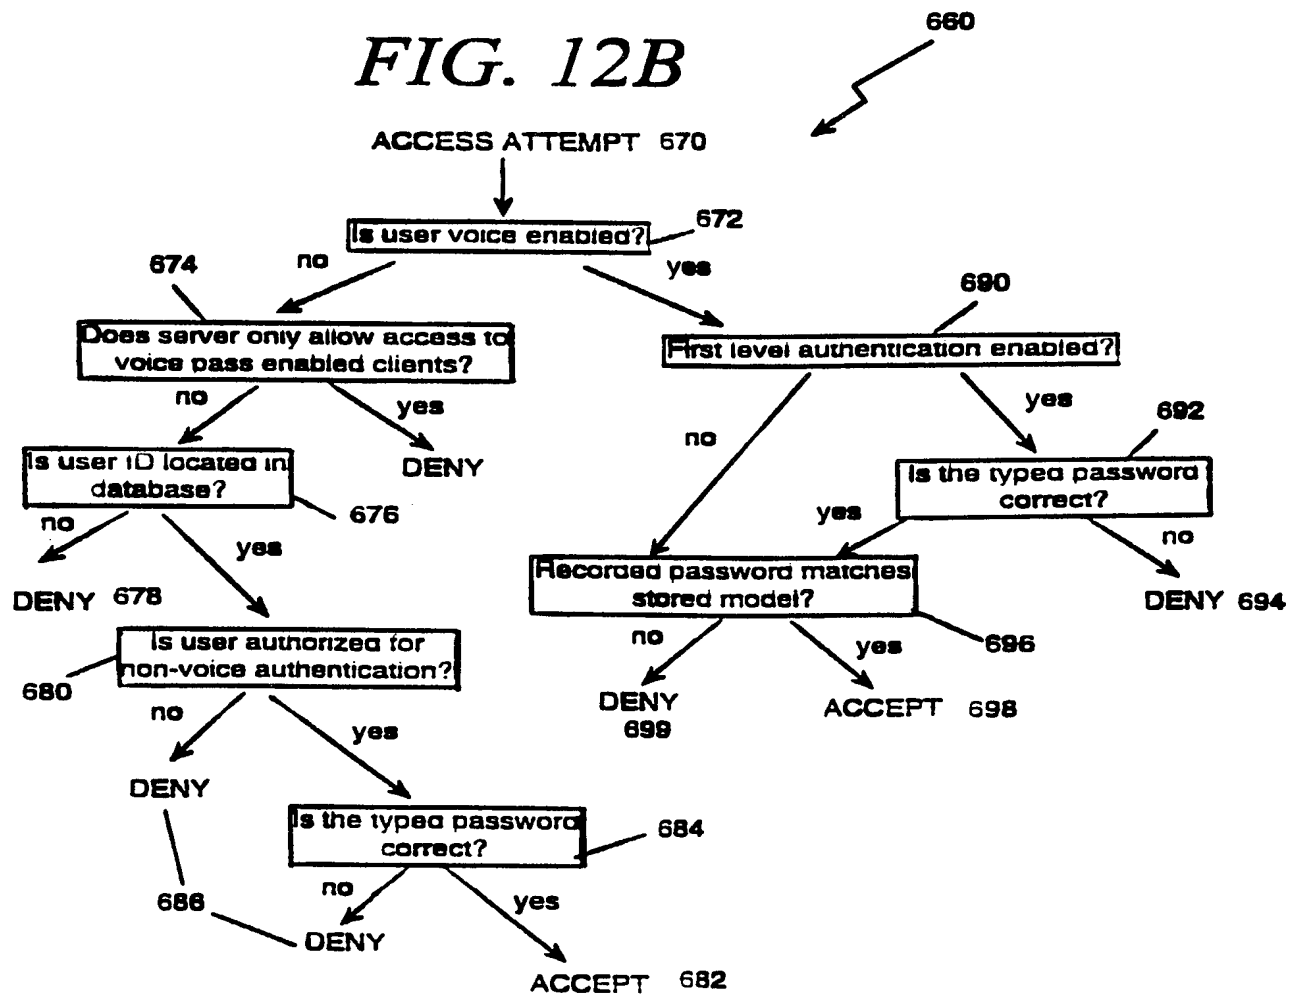 660
FIG. 12B
ACCESS ATTEMPT 670
Is user voice enabled?
672
no
yes
674
690
Does server only allow access to
voice pass enabled clients?
First level authentication enabled?
no
yes
yes
692
no
DENY
Is user ID located in
database?
Is the typed password
correct?
676
no
yes
yes
no
Recorded password matches
stored model?
DENY 678
DENY 694
Is user authorized for
non-voice authentication?
no
yes
696
680
no
yes
DENY
699
ACCEPT 698
DENY
Is the typed password
correct?
684
686
no
yes
DENY
ACCEPT 682